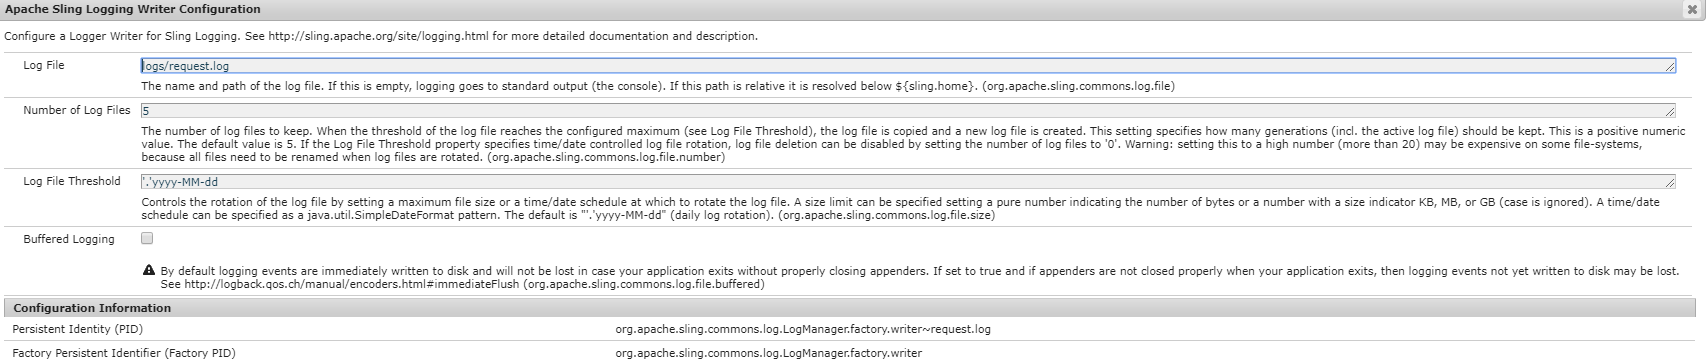 Apache Sling Logging Writer Configuration
Configure a Logger Writer for Sling Logging. See http://sling.apache.org/site/logging.html for more detailed documentation and description.
Log File
logs/request.log
The name and path of the log file. If this is empty, logging goes to standard output (the console). If this path is relative it is resolved below ${sling.home}. (org.apache.sling.commons.log.file)
Number of Log Files
5
The number of log files to keep. When the threshold of the log file reaches the configured maximum (see Log File Threshold), the log file is copied and a new log file is created. This setting specifies how many generations (incl. the active log file) should be kept. This is a positive numeric
value. The default value is 5. If the Log File Threshold property specifies time/date controlled log file rotation, log file deletion can be disabled by setting the number of log files to '0'. Warning: setting this to a high number (more than 20) may be expensive on some file-systems,
because all files need to be renamed when log files are rotated. (org.apache.sling.commons.log.file.number)
Log File Threshold
'.'yyyy-MM-dd
Controls the rotation of the log file by setting a maximum file size or a time/date schedule at which to rotate the log file. A size limit can be specified setting a pure number indicating the number of bytes or a number with a size indicator KB, MB, or GB (case is ignored). A time/date
schedule can be specified as a java.util.SimpleDateFormat pattern. The default is "'.'yyyy-MM-dd" (daily log rotation). (org.apache.sling.commons.log.file.size)
Buffered Logging
By default logging events are immediately written to disk and will not be lost in case your application exits without properly closing appenders. If set to true and if appenders are not closed properly when your application exits, then logging events not yet written to disk may be lost.
See http://logback.qos.ch/manual/encoders.html#immediateFlush (org.apache.sling.commons.log.file.buffered)
Configuration Information
Persistent Identity (PID)
org.apache.sling.commons.log.LogManager.factory.writer~request.log
Factory Persistent Identifier (Factory PID)
org.apache.sling.commons.log.LogManager.factory.writer